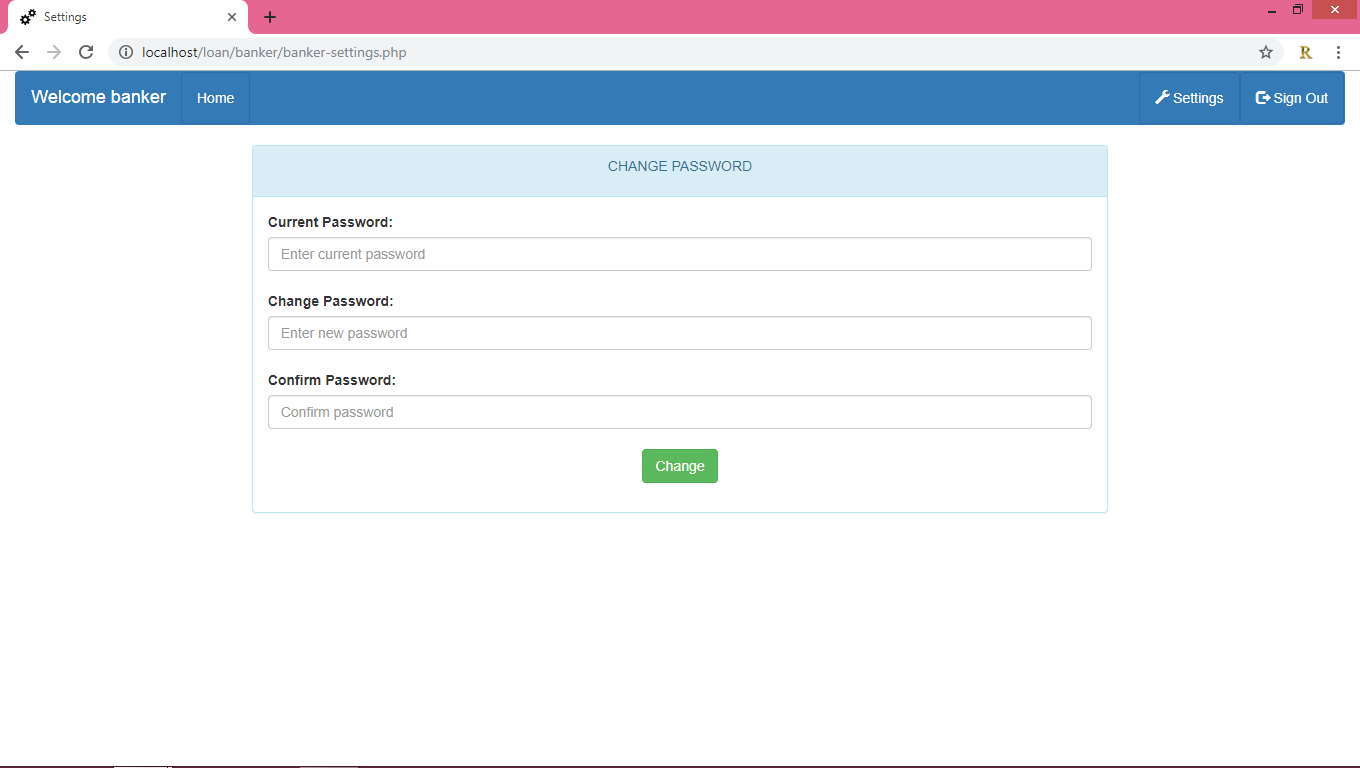 Settings
localhost/loan/banker/banker-settings.php
R
Welcome banker
Home
Settings
Sign Out
CHANGE PASSWORD
Current Password:
Enter current password
Change Password:
Enter new password
Confirm Password:
Confirm password
Change